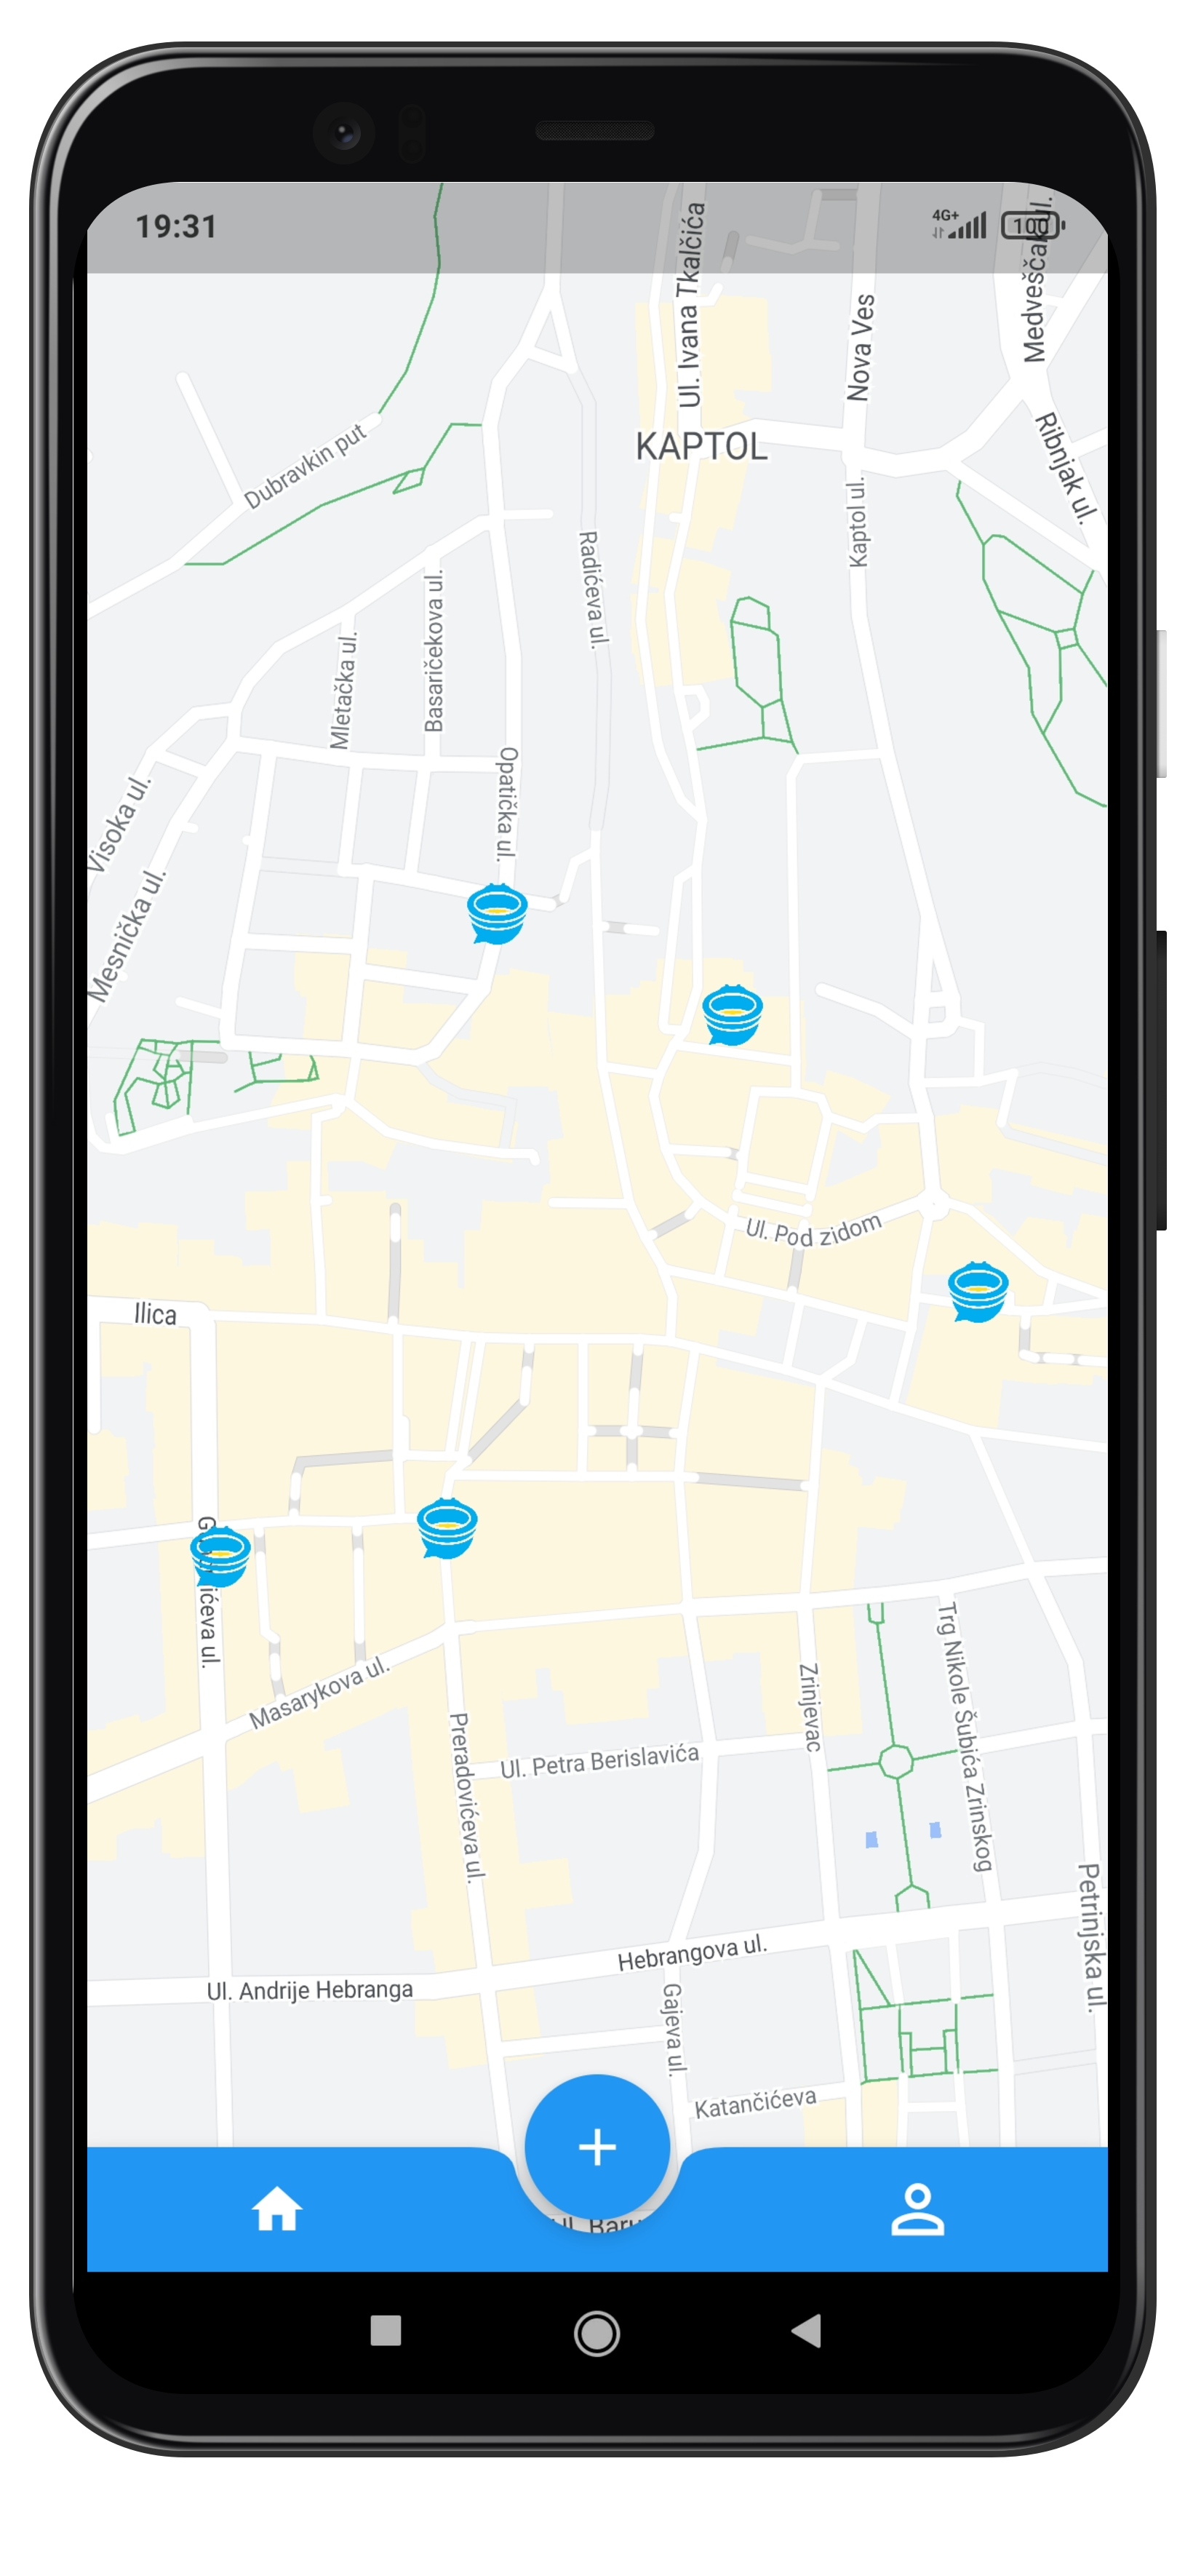 19:31
4G+
100
Ul. Ivana Tkalčića
Medveščak ul.
Nova Ves
KAPTOL
Ribnjak ul.
Dubravkin put
Kaptol ul.
Radićeva ul.
Basaričekova ul.
Mletačka ul.
Opatička ul.
Visoka ul.
Mesnička ul.
Ul. Pod zidom
Ilica
ićeva ul.
Masarykova ul.
Trg Nikole Šubića Zrinskog
Zrinjevac
Preradovićeva ul.
Ul. Petra Berislavića
Petrinjska ul.
Hebrangova ul.
Ul. Andrije Hebranga
Gajeva ul.
Katančićeva
ul. Baru